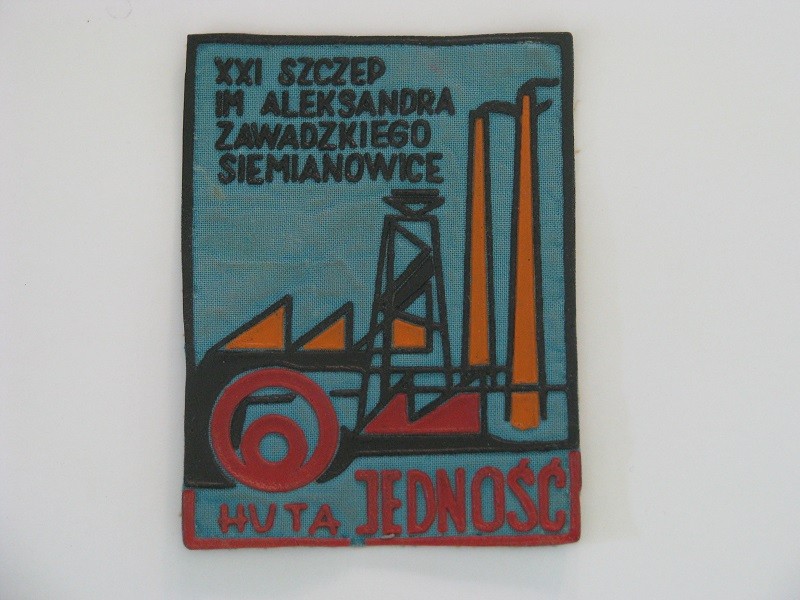 XXI SZCZEP
IM ALEKSANDRA
ZAWADZKIEGO
SIEMIANOWICE
HUTA JEDNOŚĆ